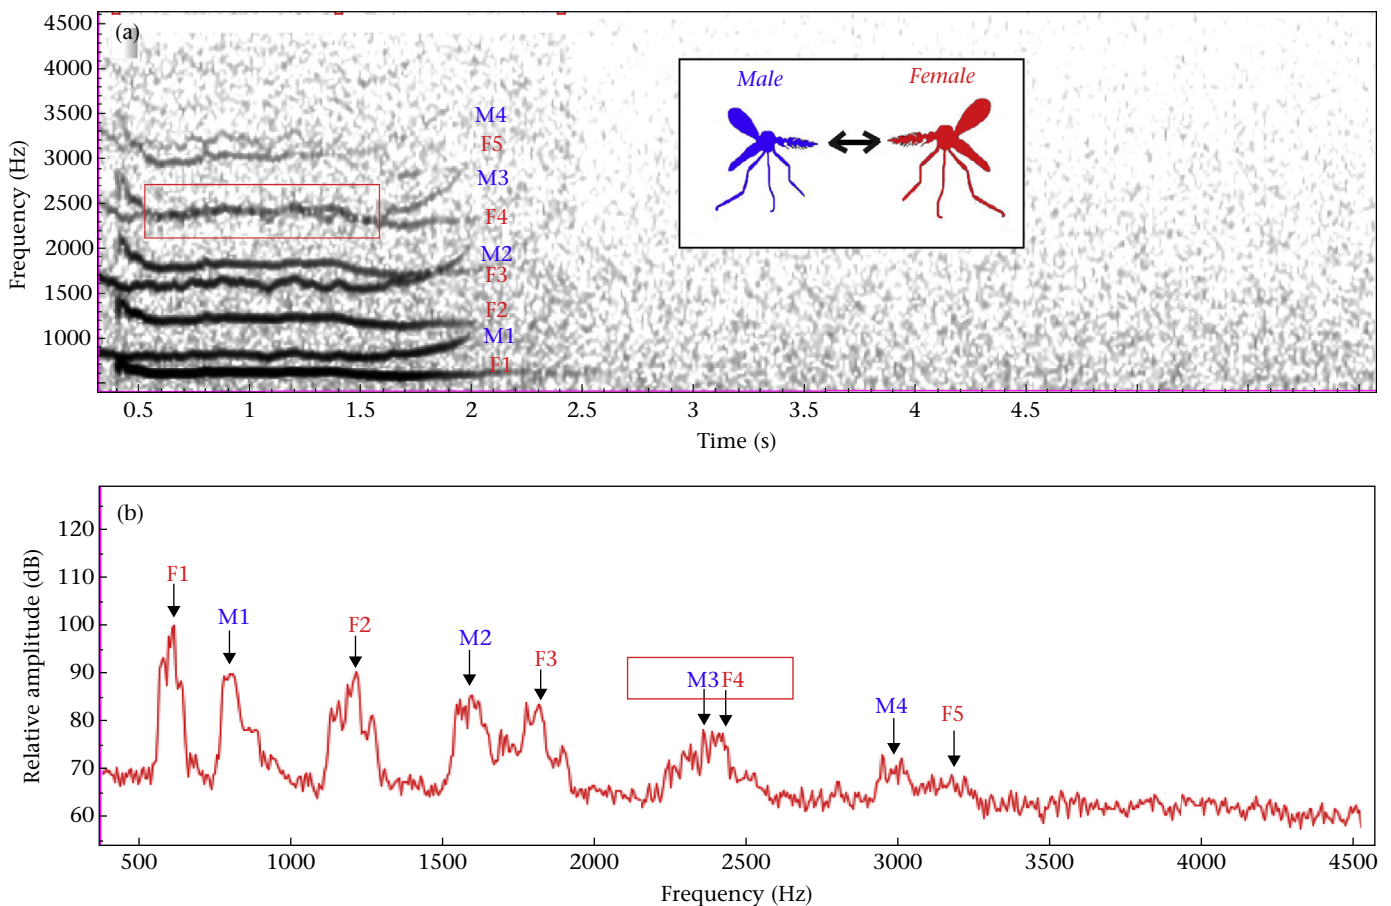 (a)
Frequency (Hz)
4500
4000
3500
3000
2500
2000
1500
1000
M4
F5
M3
F4
M2
F3
F2
M1
F1
Male Female
0.5 1 1.5 2 2.5 3 3.5 4 4.5
Time (s)
(b)
Relative amplitude (dB)
120
110
100
90
80
70
60
F1
M1
F2
M2
F3
M3 F4
M4
F5
500 1000 1500 2000 2500 3000 3500 4000 4500
Frequency (Hz)